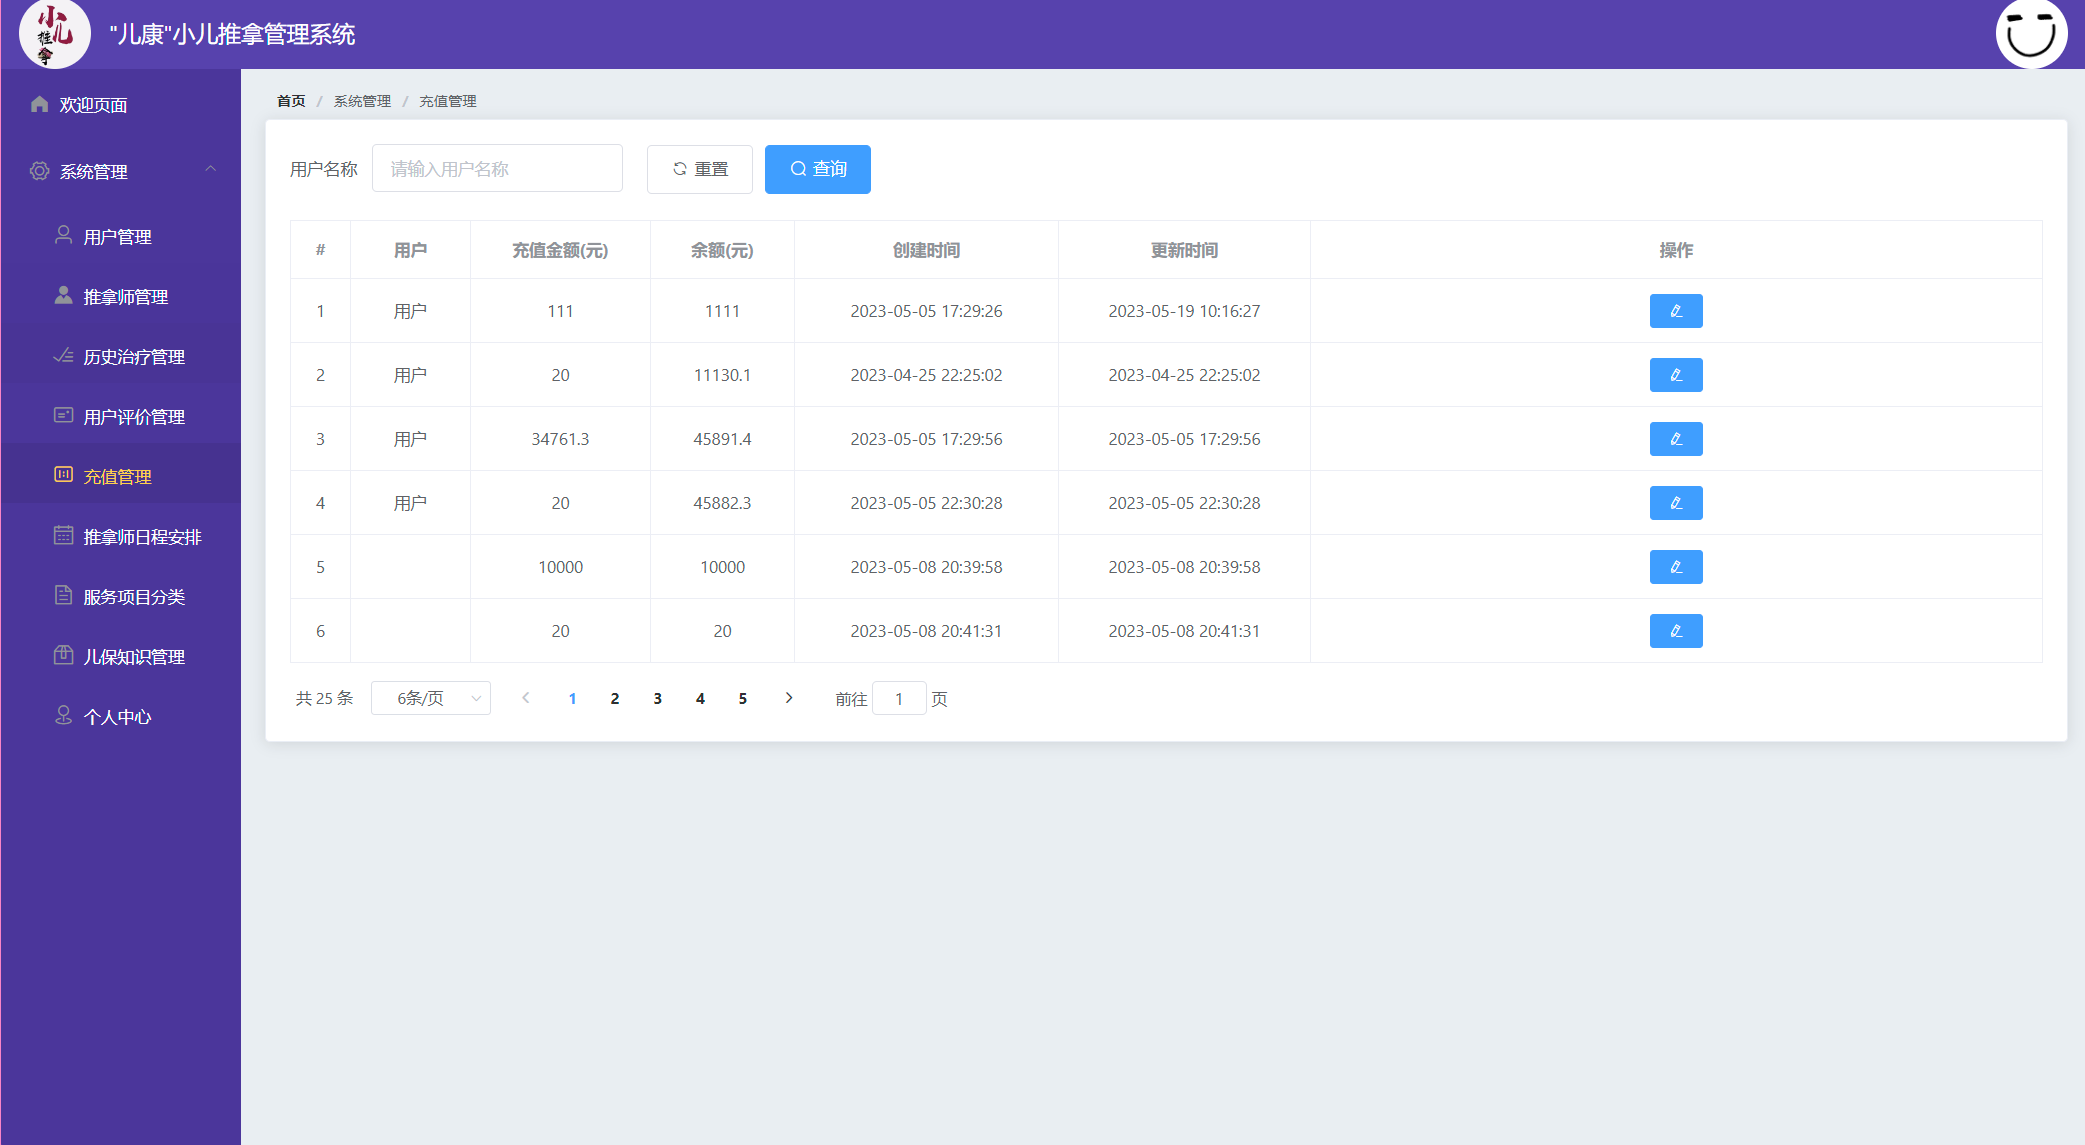 小儿推拿
"儿康"小儿推拿管理系统
欢迎页面
系统管理
用户管理
推拿师管理
历史治疗管理
用户评价管理
充值管理
推拿师日程安排
服务项目分类
儿保知识管理
个人中心
首页 / 系统管理 / 充值管理
用户名称 请输入用户名称 重置 查询
# 用户 充值金额(元) 余额(元) 创建时间 更新时间 操作
1 用户 111 1111 2023-05-05 17:29:26 2023-05-19 10:16:27
2 用户 20 11130.1 2023-04-25 22:25:02 2023-04-25 22:25:02
3 用户 34761.3 45891.4 2023-05-05 17:29:56 2023-05-05 17:29:56
4 用户 20 45882.3 2023-05-05 22:30:28 2023-05-05 22:30:28
5 10000 10000 2023-05-08 20:39:58 2023-05-08 20:39:58
6 20 20 2023-05-08 20:41:31 2023-05-08 20:41:31
共 25 条 6条/页 1 2 3 4 5 前往 1 页